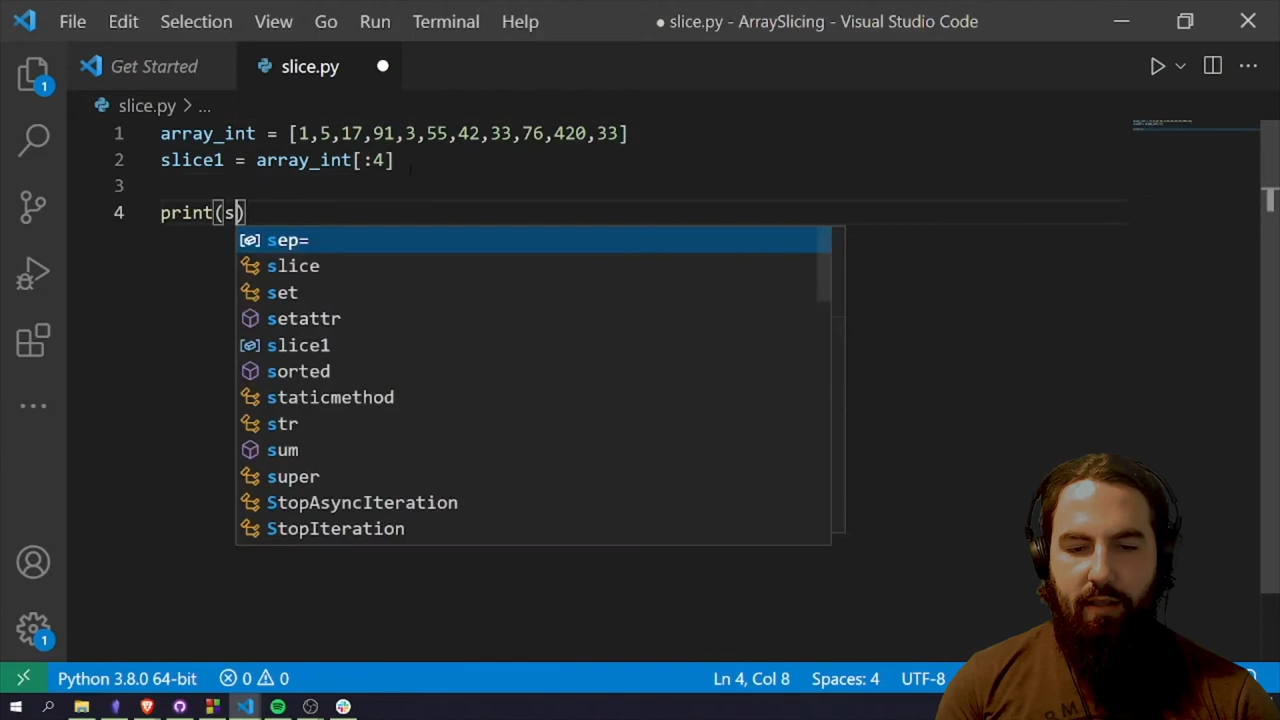 File Edit Selection View Go Run Terminal Help ● slice.py - ArraySlicing - Visual Studio Code
Get Started slice.py
1
slice.py > ...
1 array_int = [1,5,17,91,3,55,42,33,76,420,33]
2 slice1 = array_int[:4]
3
4 print(s)
sep=
slice
set
setattr
slice1
sorted
staticmethod
str
sum
super
StopAsyncIteration
StopIteration
1
Python 3.8.0 64-bit 0 0 Ln 4, Col 8 Spaces: 4 UTF-8